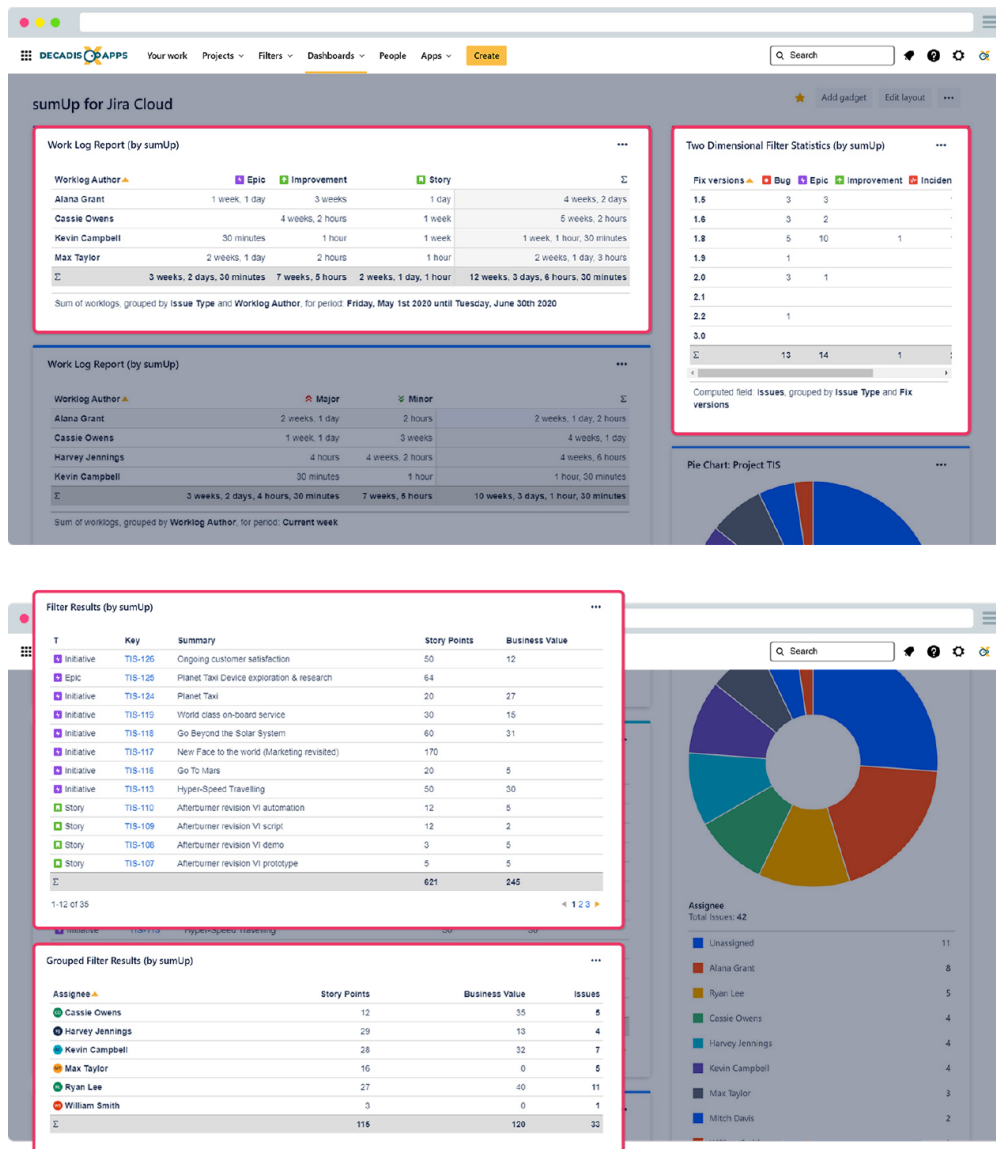 DECADIS APPS Your work Projects Filters Dashboards People Apps Create Search
sumUp for Jira Cloud
Add gadget Edit layout
Work Log Report (by sumUp)
Worklog Author Epic Improvement Story Σ
Alana Grant 1 week, 1 day 3 weeks 1 day 4 weeks, 2 days
Cassie Owens 4 weeks, 2 hours 1 week 5 weeks, 2 hours
Kevin Campbell 30 minutes 1 hour 1 week 1 week, 1 hour, 30 minutes
Max Taylor 2 weeks, 1 day 2 hours 1 hour 2 weeks, 1 day, 3 hours
Σ 3 weeks, 2 days, 30 minutes 7 weeks, 5 hours 2 weeks, 1 day, 1 hour 12 weeks, 3 days, 6 hours, 30 minutes
Sum of worklogs, grouped by Issue Type and Worklog Author, for period: Friday, May 1st 2020 until Tuesday, June 30th 2020
Two Dimensional Filter Statistics (by sumUp)
Fix versions Bug Epic Improvement Inciden
1.5 3 3
1.6 3 2
1.8 5 10 1
1.9 1
2.0 3 1
2.1
2.2 1
3.0
Σ 13 14 1
Computed field: Issues, grouped by Issue Type and Fix
versions
Work Log Report (by sumUp)
Worklog Author Major Minor Σ
Alana Grant 2 weeks, 1 day 2 hours 2 weeks, 1 day, 2 hours
Cassie Owens 1 week, 1 day 3 weeks 4 weeks, 1 day
Harvey Jennings 4 hours 4 weeks, 2 hours 4 weeks, 6 hours
Kevin Campbell 30 minutes 1 hour 1 hour, 30 minutes
Σ 3 weeks, 2 days, 4 hours, 30 minutes 7 weeks, 5 hours 10 weeks, 3 days, 1 hour, 30 minutes
Sum of worklogs, grouped by Worklog Author, for period: Current week
Pie Chart: Project TIS
Filter Results (by sumUp)
T Key Summary Story Points Business Value
Initiative TIS-126 Ongoing customer satisfaction 50 12
Epic TIS-125 Planet Taxi Device exploration & research 64
Initiative TIS-124 Planet Taxi 20 27
Initiative TIS-119 World class on-board service 30 15
Initiative TIS-118 Go Beyond the Solar System 60 31
Initiative TIS-117 New Face to the world (Marketing revisited) 170
Initiative TIS-116 Go To Mars 20 5
Initiative TIS-113 Hyper-Speed Travelling 50 30
Story TIS-110 Afterburner revision VI automation 12 5
Story TIS-109 Afterburner revision VI script 12 2
Story TIS-108 Afterburner revision VI demo 3 5
Story TIS-107 Afterburner revision VI prototype 5 5
Σ 621 245
1-12 of 35 1 2 3
Search
Initiative TIS-113 Hyper-Speed Travelling 50 30
Grouped Filter Results (by sumUp)
Assignee Story Points Business Value Issues
Cassie Owens 12 35 5
Harvey Jennings 29 13 4
Kevin Campbell 28 32 7
Max Taylor 16 0 5
Ryan Lee 27 40 11
William Smith 3 0 1
Σ 115 120 33
Assignee
Total Issues: 42
Unassigned 11
Alana Grant 8
Ryan Lee 5
Cassie Owens 4
Harvey Jennings 4
Kevin Campbell 4
Max Taylor 3
Mitch Davis 2